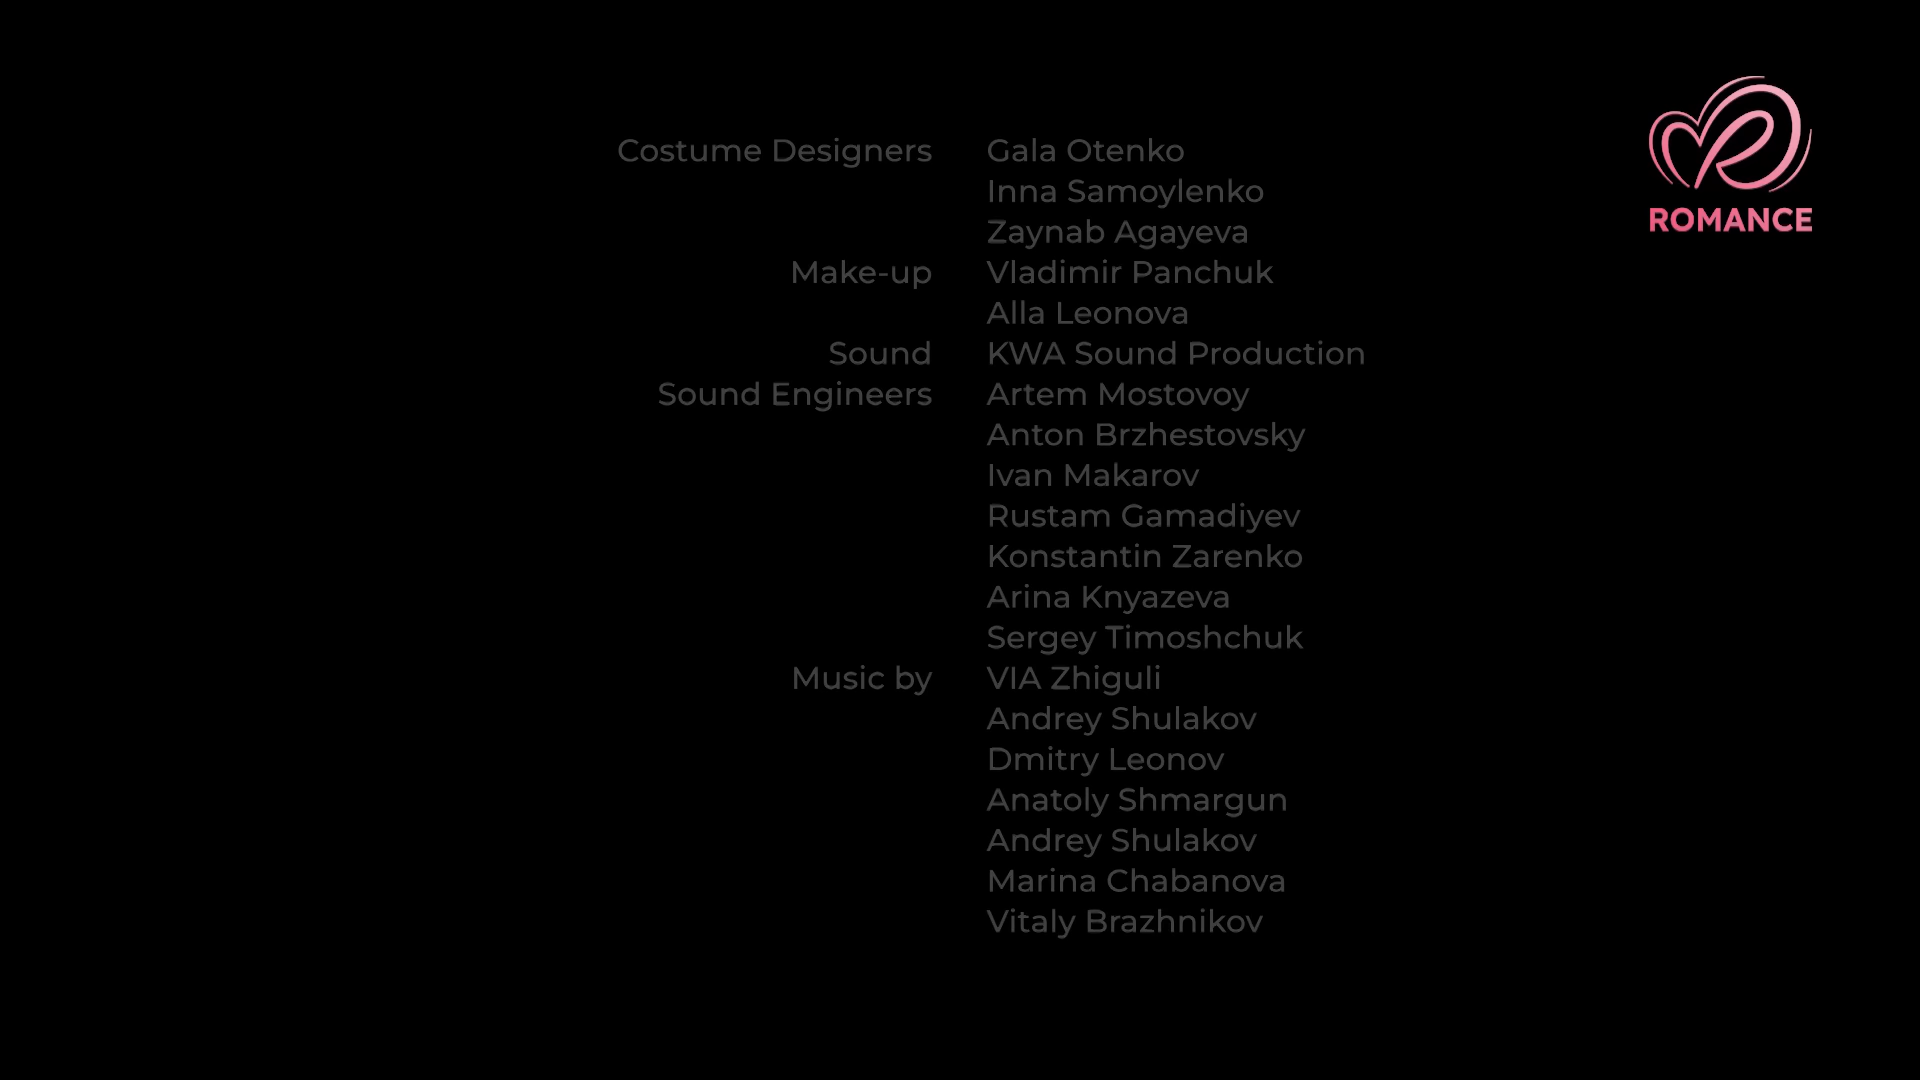 Costume Designers Gala Otenko
Inna Samoylenko
Zaynab Agayeva
Make-up Vladimir Panchuk
Alla Leonova
Sound KWA Sound Production
Sound Engineers Artem Mostovoy
Anton Brzhestovsky
Ivan Makarov
Rustam Gamadiyev
Konstantin Zarenko
Arina Knyazeva
Sergey Timoshchuk
Music by VIA Zhiguli
Andrey Shulakov
Dmitry Leonov
Anatoly Shmargun
Andrey Shulakov
Marina Chabanova
Vitaly Brazhnikov
ROMANCE